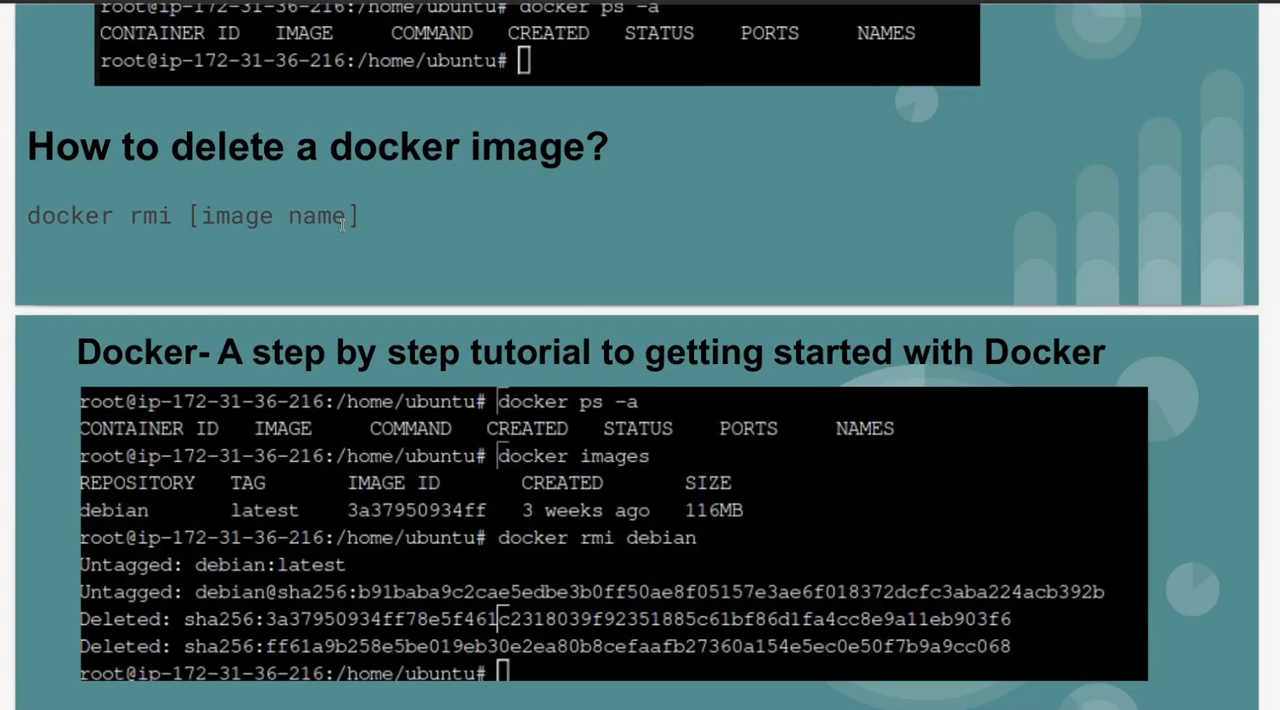 root@ip-172-31-36-216:/home/ubuntu# docker ps -a
CONTAINER ID IMAGE COMMAND CREATED STATUS PORTS NAMES
root@ip-172-31-36-216:/home/ubuntu#
How to delete a docker image?
docker rmi [image name]
Docker- A step by step tutorial to getting started with Docker
root@ip-172-31-36-216:/home/ubuntu# docker ps -a
CONTAINER ID IMAGE COMMAND CREATED STATUS PORTS NAMES
root@ip-172-31-36-216:/home/ubuntu# docker images
REPOSITORY TAG IMAGE ID CREATED SIZE
debian latest 3a37950934ff 3 weeks ago 116MB
root@ip-172-31-36-216:/home/ubuntu# docker rmi debian
Untagged: debian:latest
Untagged: debian@sha256:b91baba9c2cae5edbe3b0ff50ae8f05157e3ae6f018372dcfc3aba224acb392b
Deleted: sha256:3a37950934ff78e5f461c2318039f92351885c61bf86d1fa4cc8e9a11eb903f6
Deleted: sha256:ff61a9b258e5be019eb30e2ea80b8cefaafb27360a154e5ec0e50f7b9a9cc068
root@ip-172-31-36-216:/home/ubuntu#